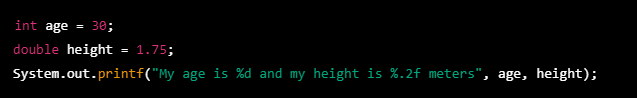 int age = 30;
double height = 1.75;
System.out.printf("My age is %d and my height is %.2f meters", age, height);